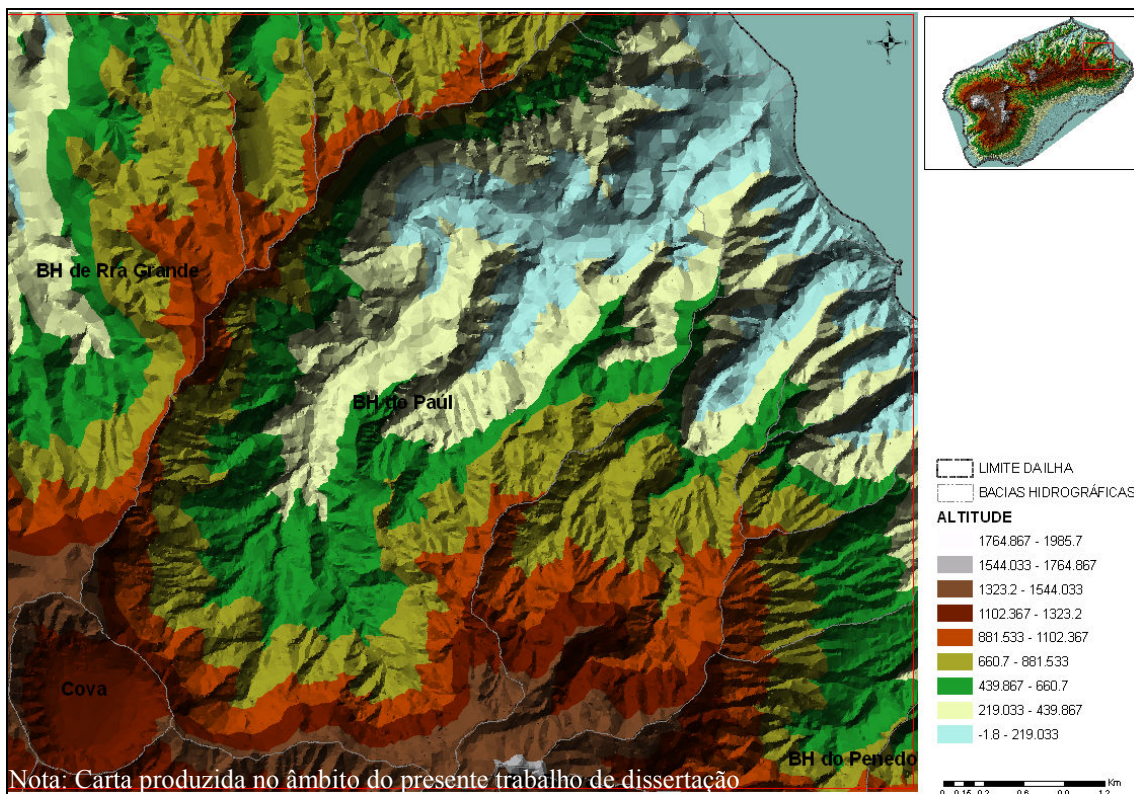 BH de Rra Grande
BH do Paúl
Cova
BH do Penedo
Nota: Carta produzida no âmbito do presente trabalho de dissertação
LIMITE DA ILHA
BACIAS HIDROGRÁFICAS
ALTITUDE
1764.867 - 1985.7
1544.033 - 1764.867
1323.2 - 1544.033
1102.367 - 1323.2
881.533 - 1102.367
660.7 - 881.533
439.867 - 660.7
219.033 - 439.867
-1.8 - 219.033
Km